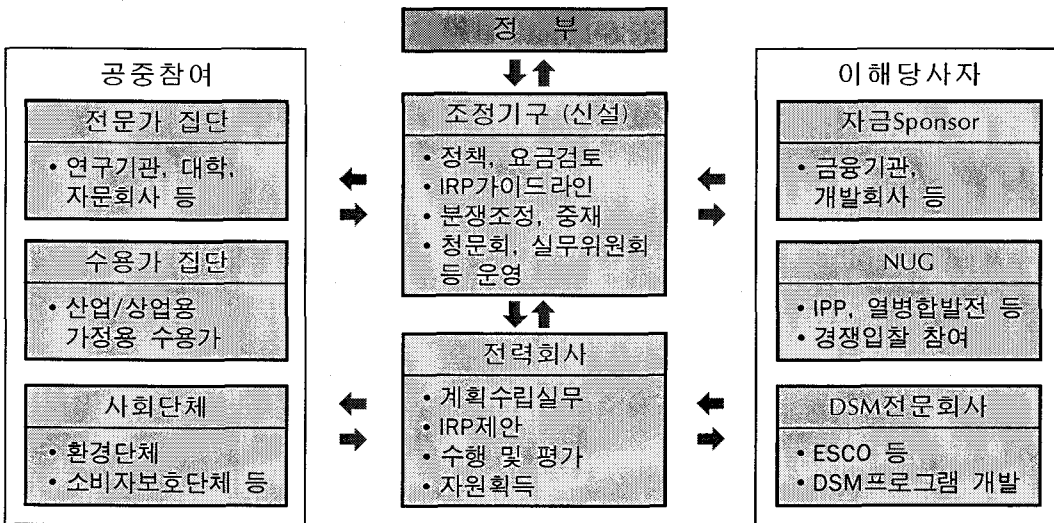 정 부
공중참여
전문가 집단
• 연구기관, 대학,
자문회사 등
수용가 집단
• 산업/상업용
가정용 수용가
사회단체
• 환경단체
• 소비자보호단체 등
조정기구 (신설)
• 정책, 요금검토
• IRP가이드라인
• 분쟁조정, 중재
• 청문회, 실무위원회
등 운영
전력회사
• 계획수립실무
• IRP제안
• 수행 및 평가
• 자원획득
이해당사자
자금Sponsor
• 금융기관,
개발회사 등
NUG
• IPP, 열병합발전 등
• 경쟁입찰 참여
DSM전문회사
• ESCO 등
• DSM프로그램 개발